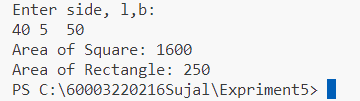 Enter side, l,b:
40 5  50
Area of Square: 1600
Area of Rectangle: 250
PS C:\60003220216Sujal\Expriment5>